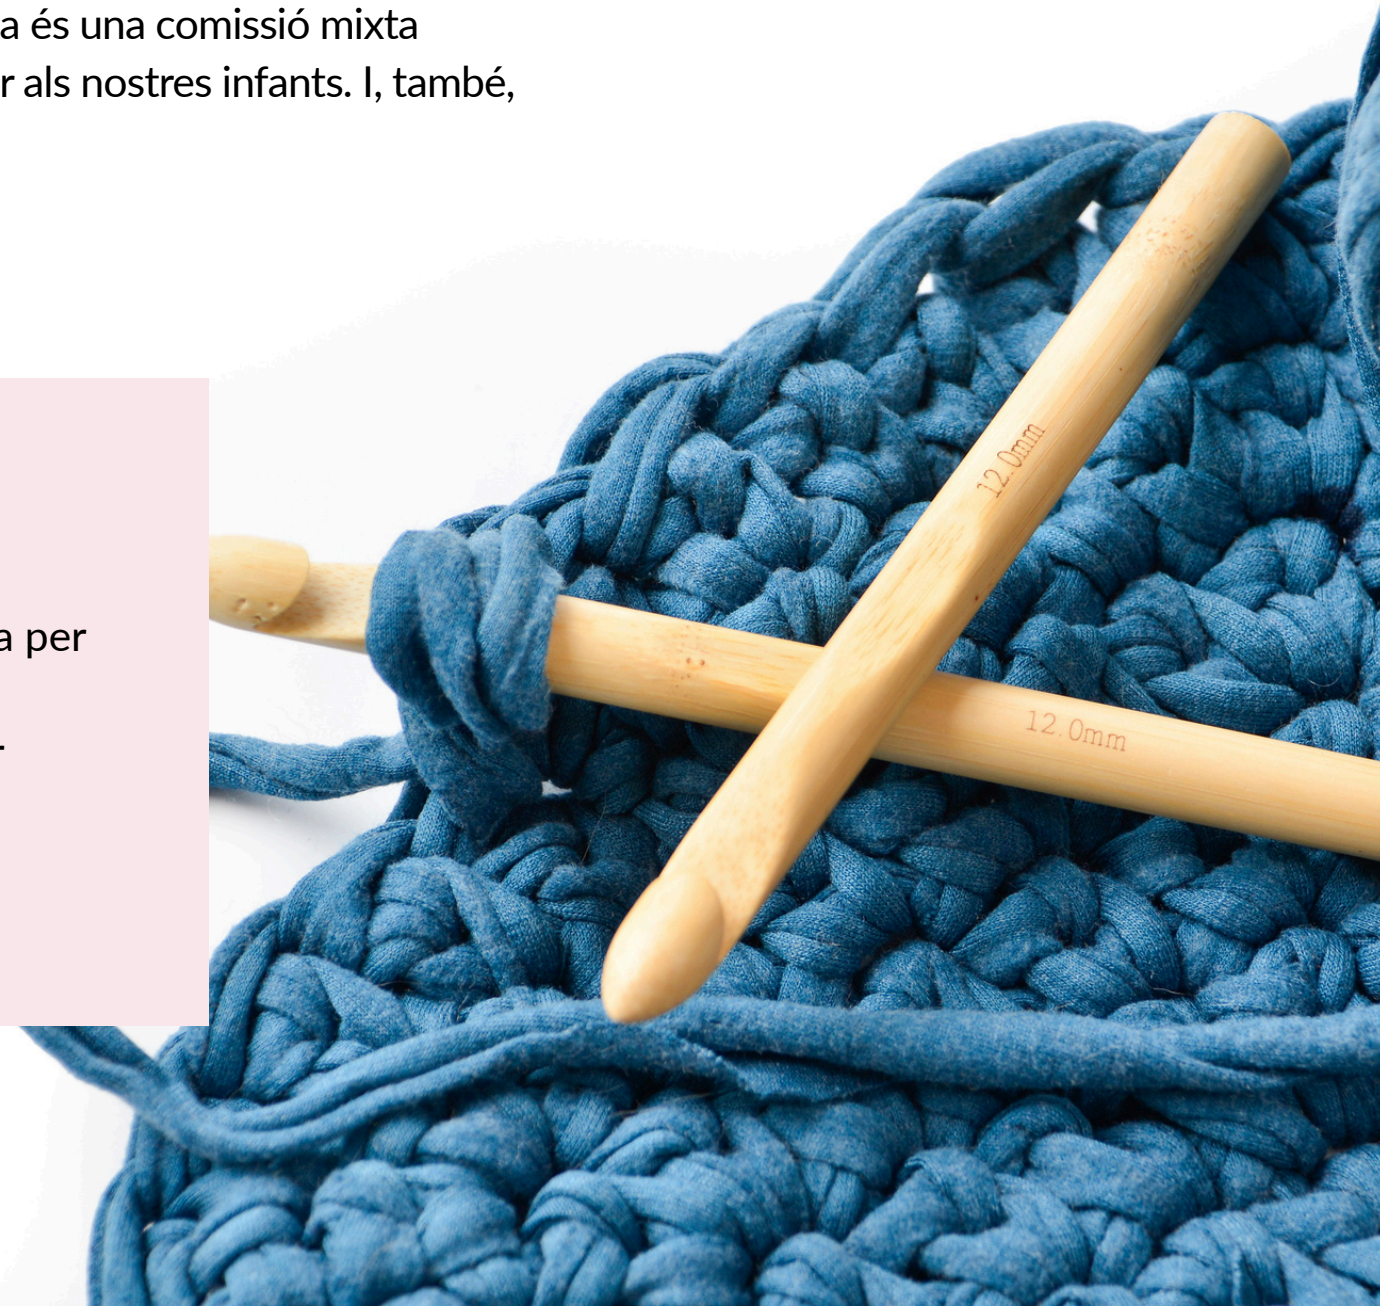 a és una comissió mixta
r als nostres infants. I, també,
12.0mm
a per
12.0mm
.